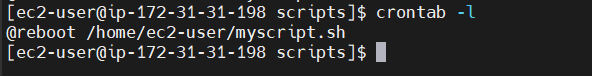 [ec2-user@ip-172-31-31-198 scripts]$ crontab -l
@reboot /home/ec2-user/myscript.sh
[ec2-user@ip-172-31-31-198 scripts]$